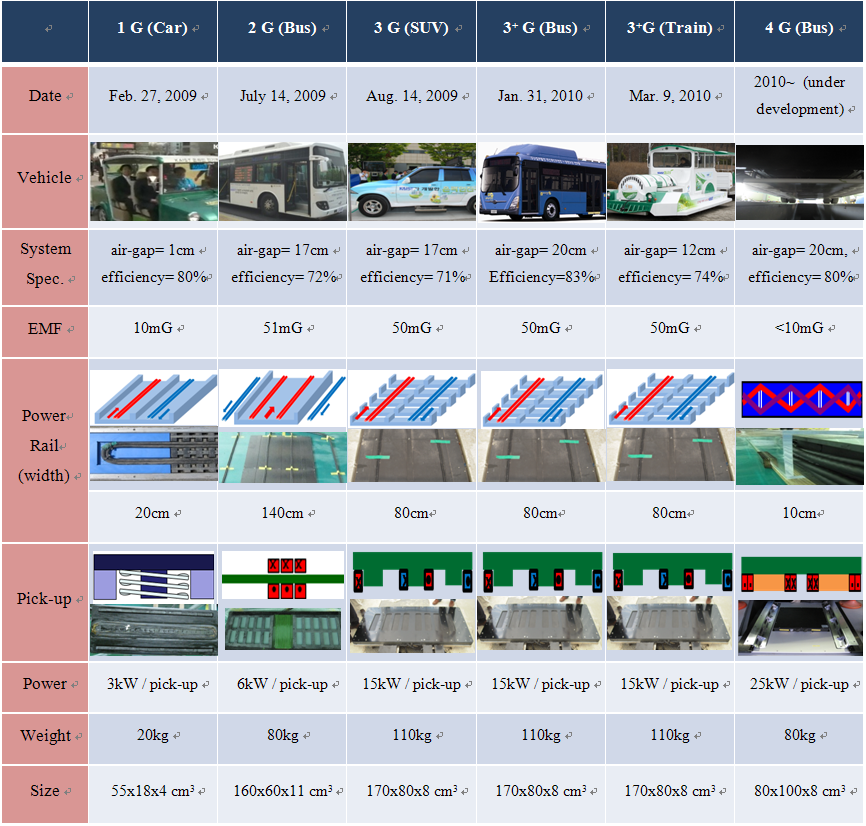 1 G (Car) 2 G (Bus) 3 G (SUV) 3⁺ G (Bus) 3⁺G (Train) 4 G (Bus)
Date Feb. 27, 2009 July 14, 2009 Aug. 14, 2009 Jan. 31, 2010 Mar. 9, 2010 2010~ (under
development)
Vehicle
System air-gap= 1cm air-gap= 17cm air-gap= 17cm air-gap= 20cm air-gap= 12cm air-gap= 20cm,
Spec. efficiency= 80% efficiency= 72% efficiency= 71% Efficiency=83% efficiency= 74% efficiency= 80%
EMF 10mG 51mG 50mG 50mG 50mG <10mG
Power
Rail
(width)
20cm 140cm 80cm 80cm 80cm 10cm
Pick-up
Power 3kW / pick-up 6kW / pick-up 15kW / pick-up 15kW / pick-up 15kW / pick-up 25kW / pick-up
Weight 20kg 80kg 110kg 110kg 110kg 80kg
Size 55x18x4 cm³ 160x60x11 cm³ 170x80x8 cm³ 170x80x8 cm³ 170x80x8 cm³ 80x100x8 cm³